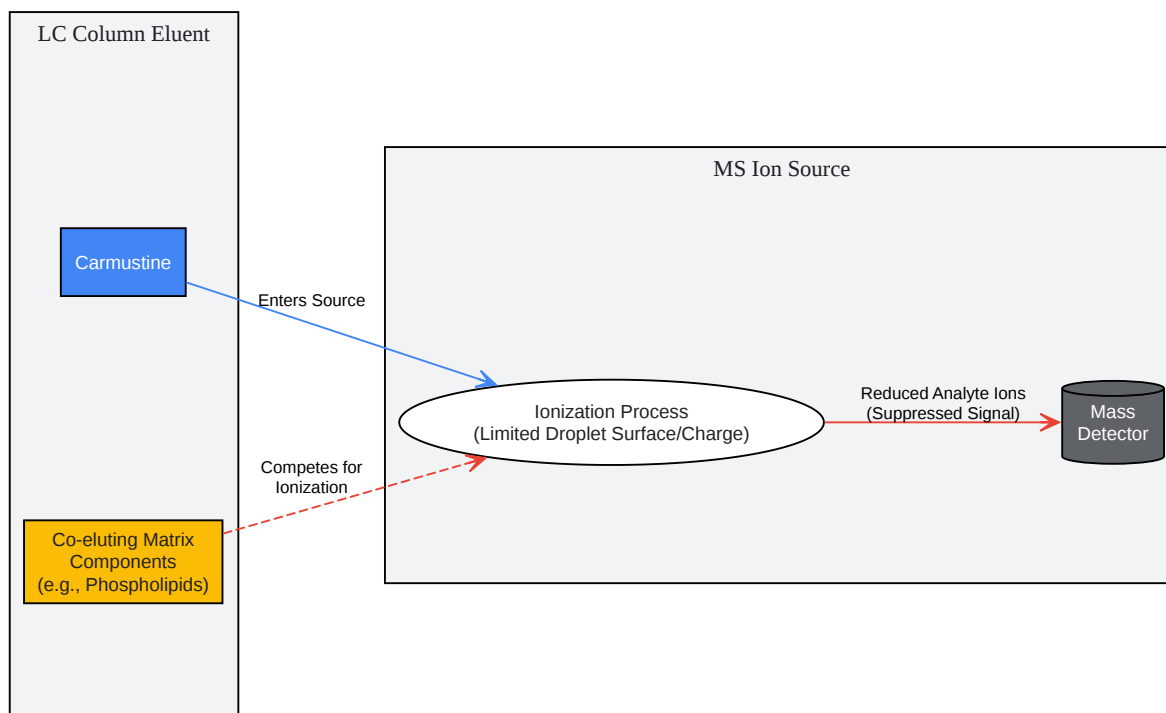 LC Column Eluent
MS Ion Source
Carmustine
Enters Source
Ionization Process
(Limited Droplet Surface/Charge)
Reduced Analyte Ions
(Suppressed Signal)
Mass
Detector
Competes for
Ionization
Co-eluting Matrix
Components
(e.g., Phospholipids)